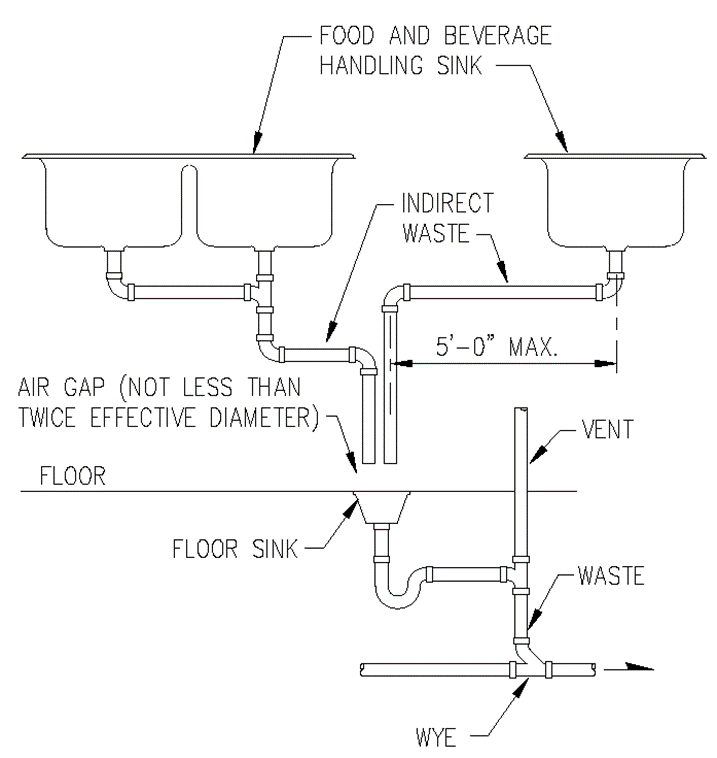 FOOD AND BEVERAGE
HANDLING SINK
INDIRECT
WASTE
5'-0" MAX.
AIR GAP (NOT LESS THAN
TWICE EFFECTIVE DIAMETER)
VENT
FLOOR
FLOOR SINK
WASTE
WYE